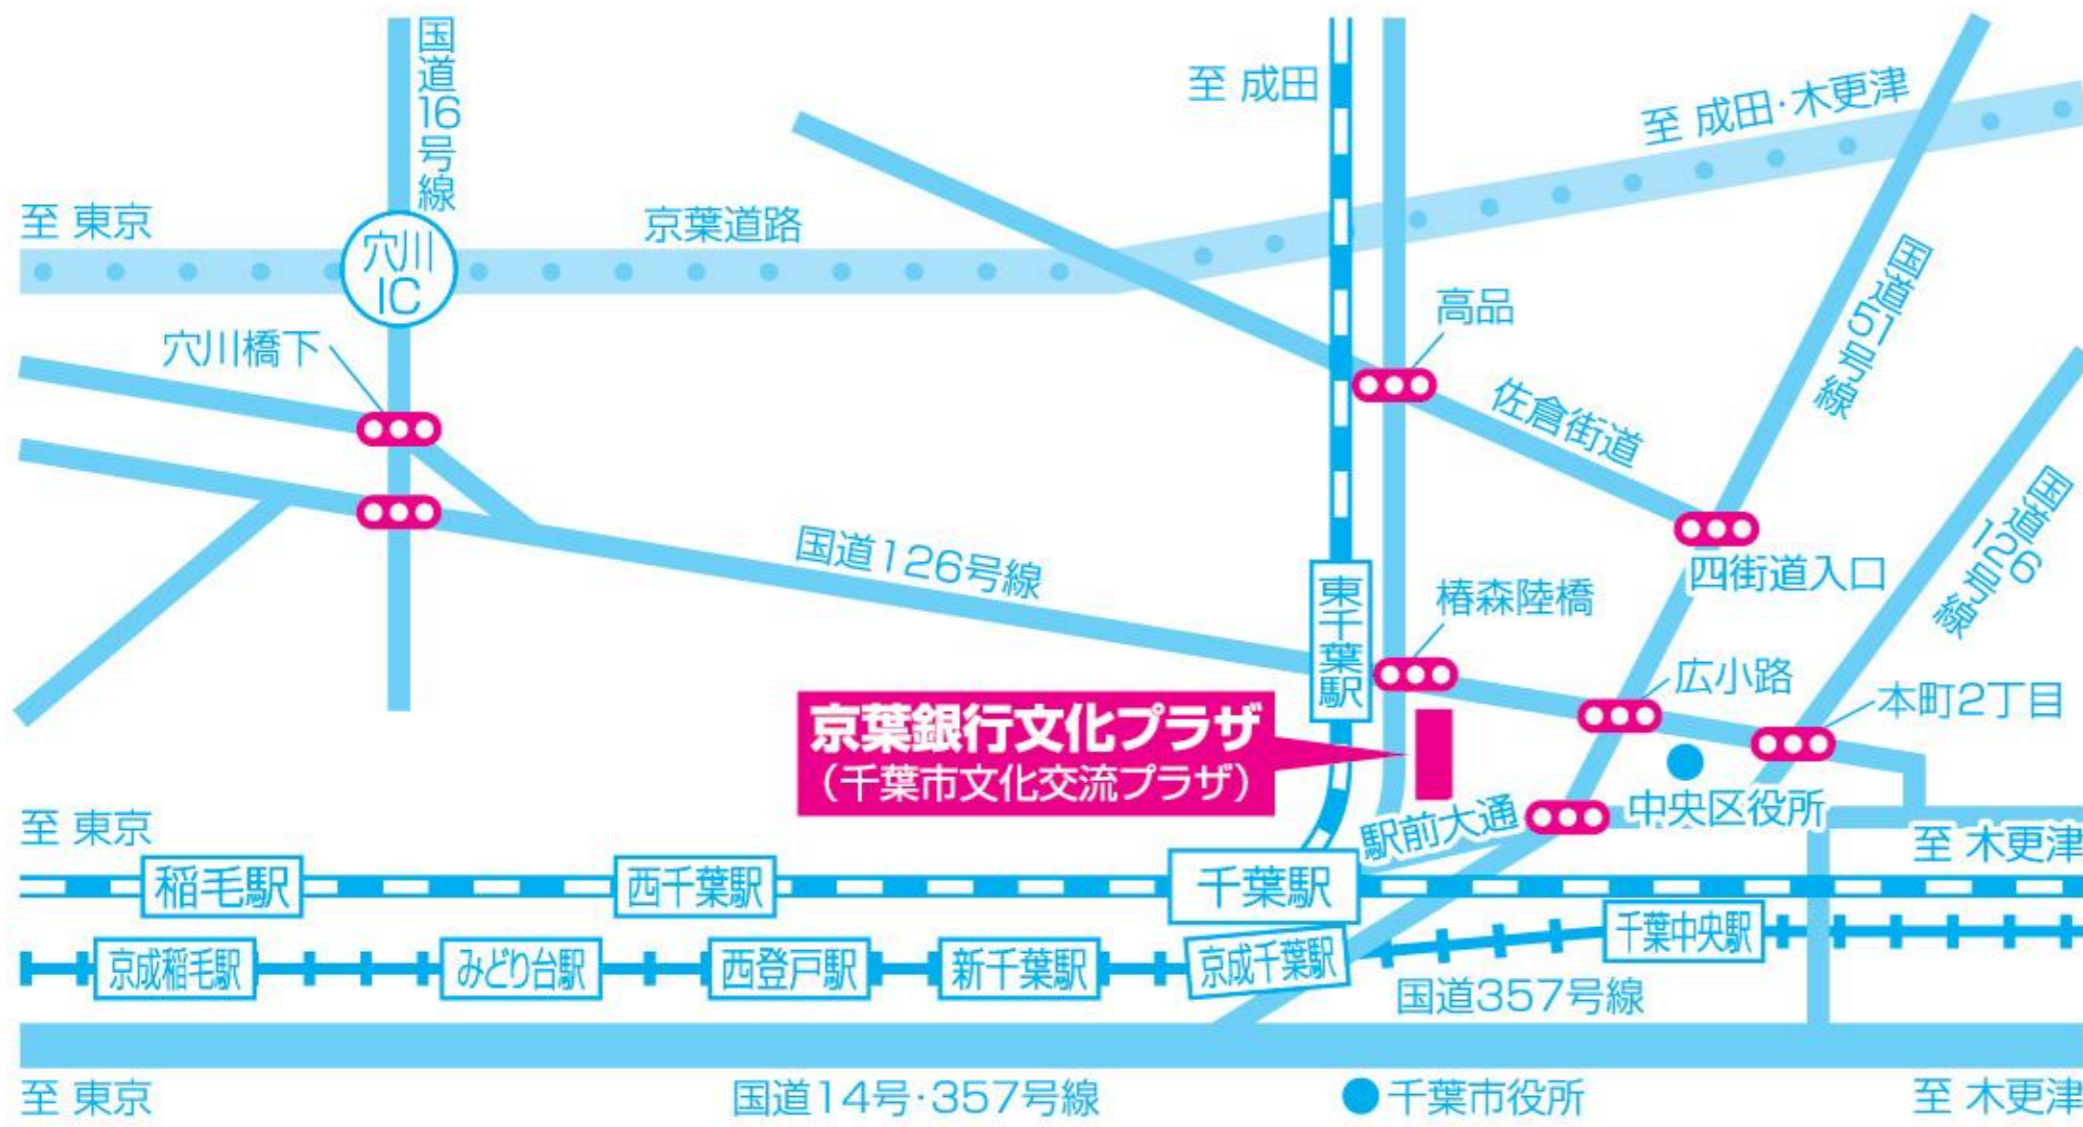 国道16号線
至 成田
至 成田・木更津
至 東京
穴川
IC
京葉道路
国道51号線
高品
穴川橋下
佐倉街道
国道126号線
国道126号線
四街道入口
東千葉駅
椿森陸橋
広小路
本町2丁目
京葉銀行文化プラザ
（千葉市文化交流プラザ）
駅前大通
中央区役所
至 東京
至 木更津
稲毛駅
西千葉駅
千葉駅
千葉中央駅
京成稲毛駅
みどり台駅
西登戸駅
新千葉駅
京成千葉駅
国道357号線
至 東京
国道14号・357号線
千葉市役所
至 木更津